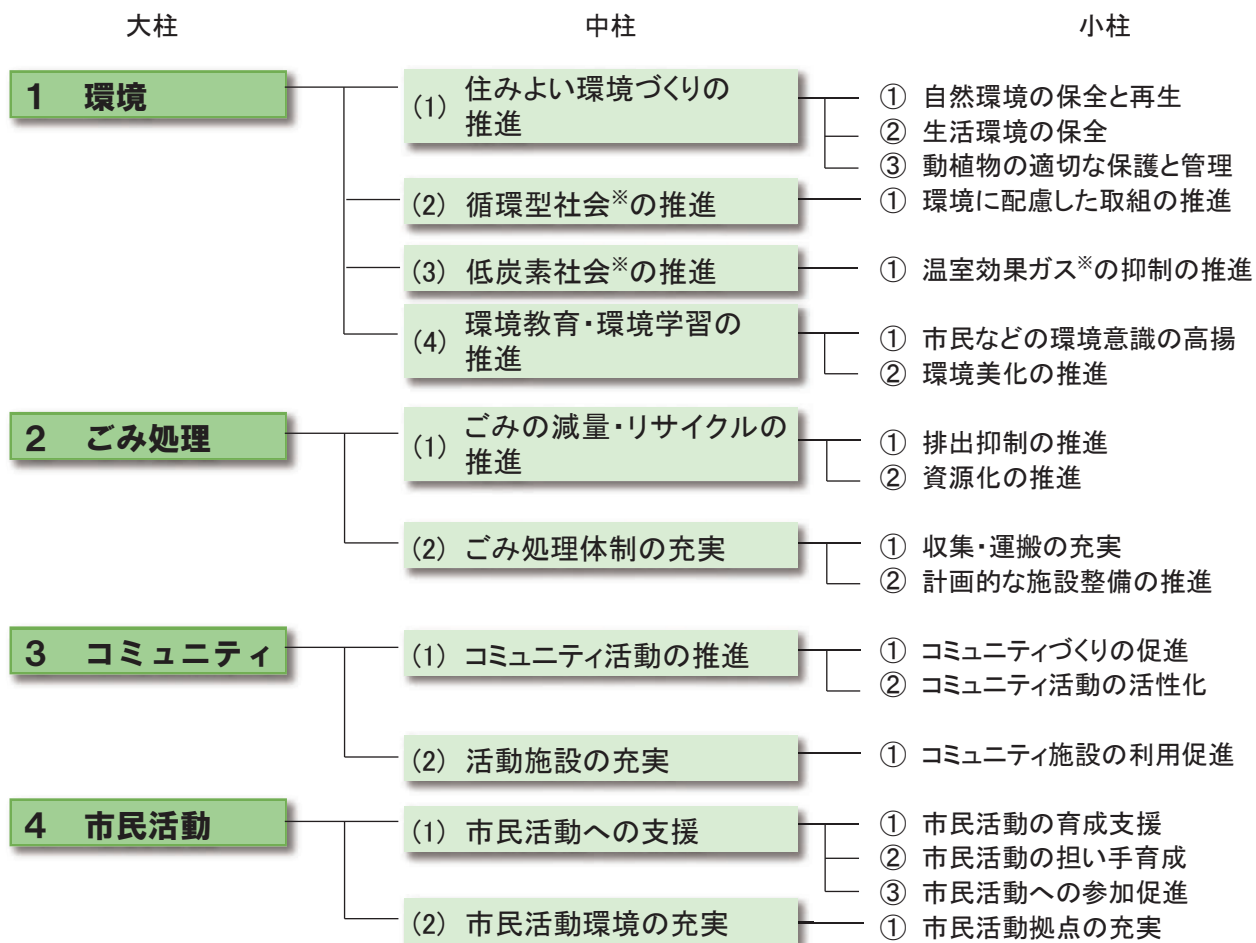 大柱 中柱 小柱
1 環境
(1) 住みよい環境づくりの
推進
① 自然環境の保全と再生
② 生活環境の保全
③ 動植物の適切な保護と管理
(2) 循環型社会※の推進
① 環境に配慮した取組の推進
(3) 低炭素社会※の推進
① 温室効果ガス※の抑制の推進
(4) 環境教育・環境学習の
推進
① 市民などの環境意識の高揚
② 環境美化の推進
2 ごみ処理
(1) ごみの減量・リサイクルの
推進
① 排出抑制の推進
② 資源化の推進
(2) ごみ処理体制の充実
① 収集・運搬の充実
② 計画的な施設整備の推進
3 コミュニティ
(1) コミュニティ活動の推進
① コミュニティづくりの促進
② コミュニティ活動の活性化
(2) 活動施設の充実
① コミュニティ施設の利用促進
4 市民活動
(1) 市民活動への支援
① 市民活動の育成支援
② 市民活動の担い手育成
③ 市民活動への参加促進
(2) 市民活動環境の充実
① 市民活動拠点の充実